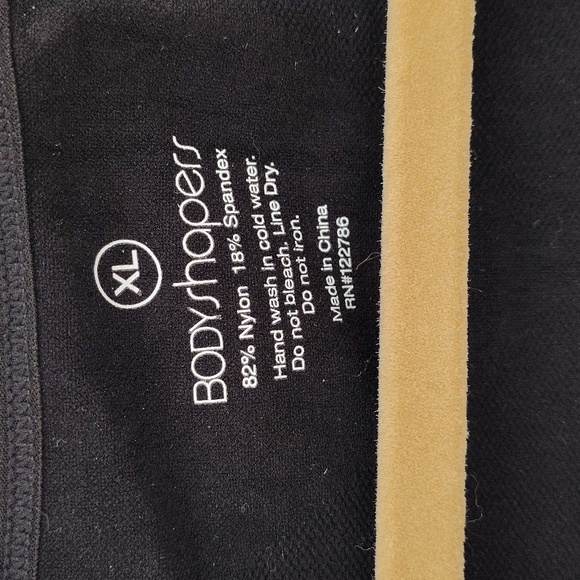 XL
BODYshapers
82% Nylon 18% Spandex
Hand wash in cold water.
Do not bleach. Line Dry.
Do not iron.
Made in China
RN#122786